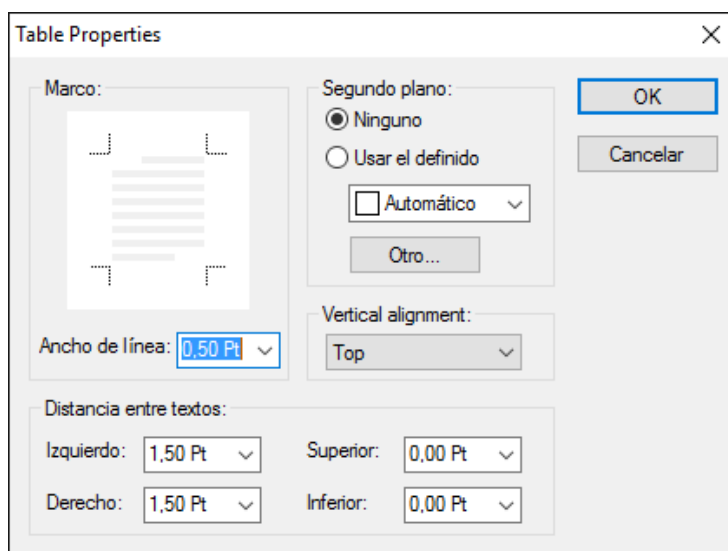 Table Properties
Marco:
Ancho de línea: 0,50 Pt
Segundo plano:
Ninguno
Usar el definido
Automático
Otro...
Vertical alignment:
Top
OK
Cancelar
Distancia entre textos:
Izquierdo: 1,50 Pt Superior: 0,00 Pt
Derecho: 1,50 Pt Inferior: 0,00 Pt